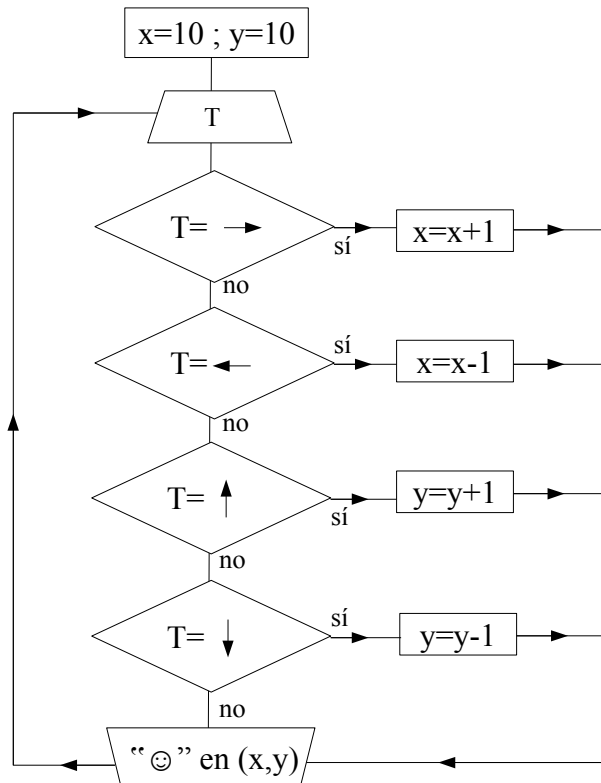 x=10 ; y=10
T
T= →
sí
x=x+1
no
T= ←
sí
x=x-1
no
T= ↑
sí
y=y+1
no
T= ↓
sí
y=y-1
no
“☺” en (x,y)